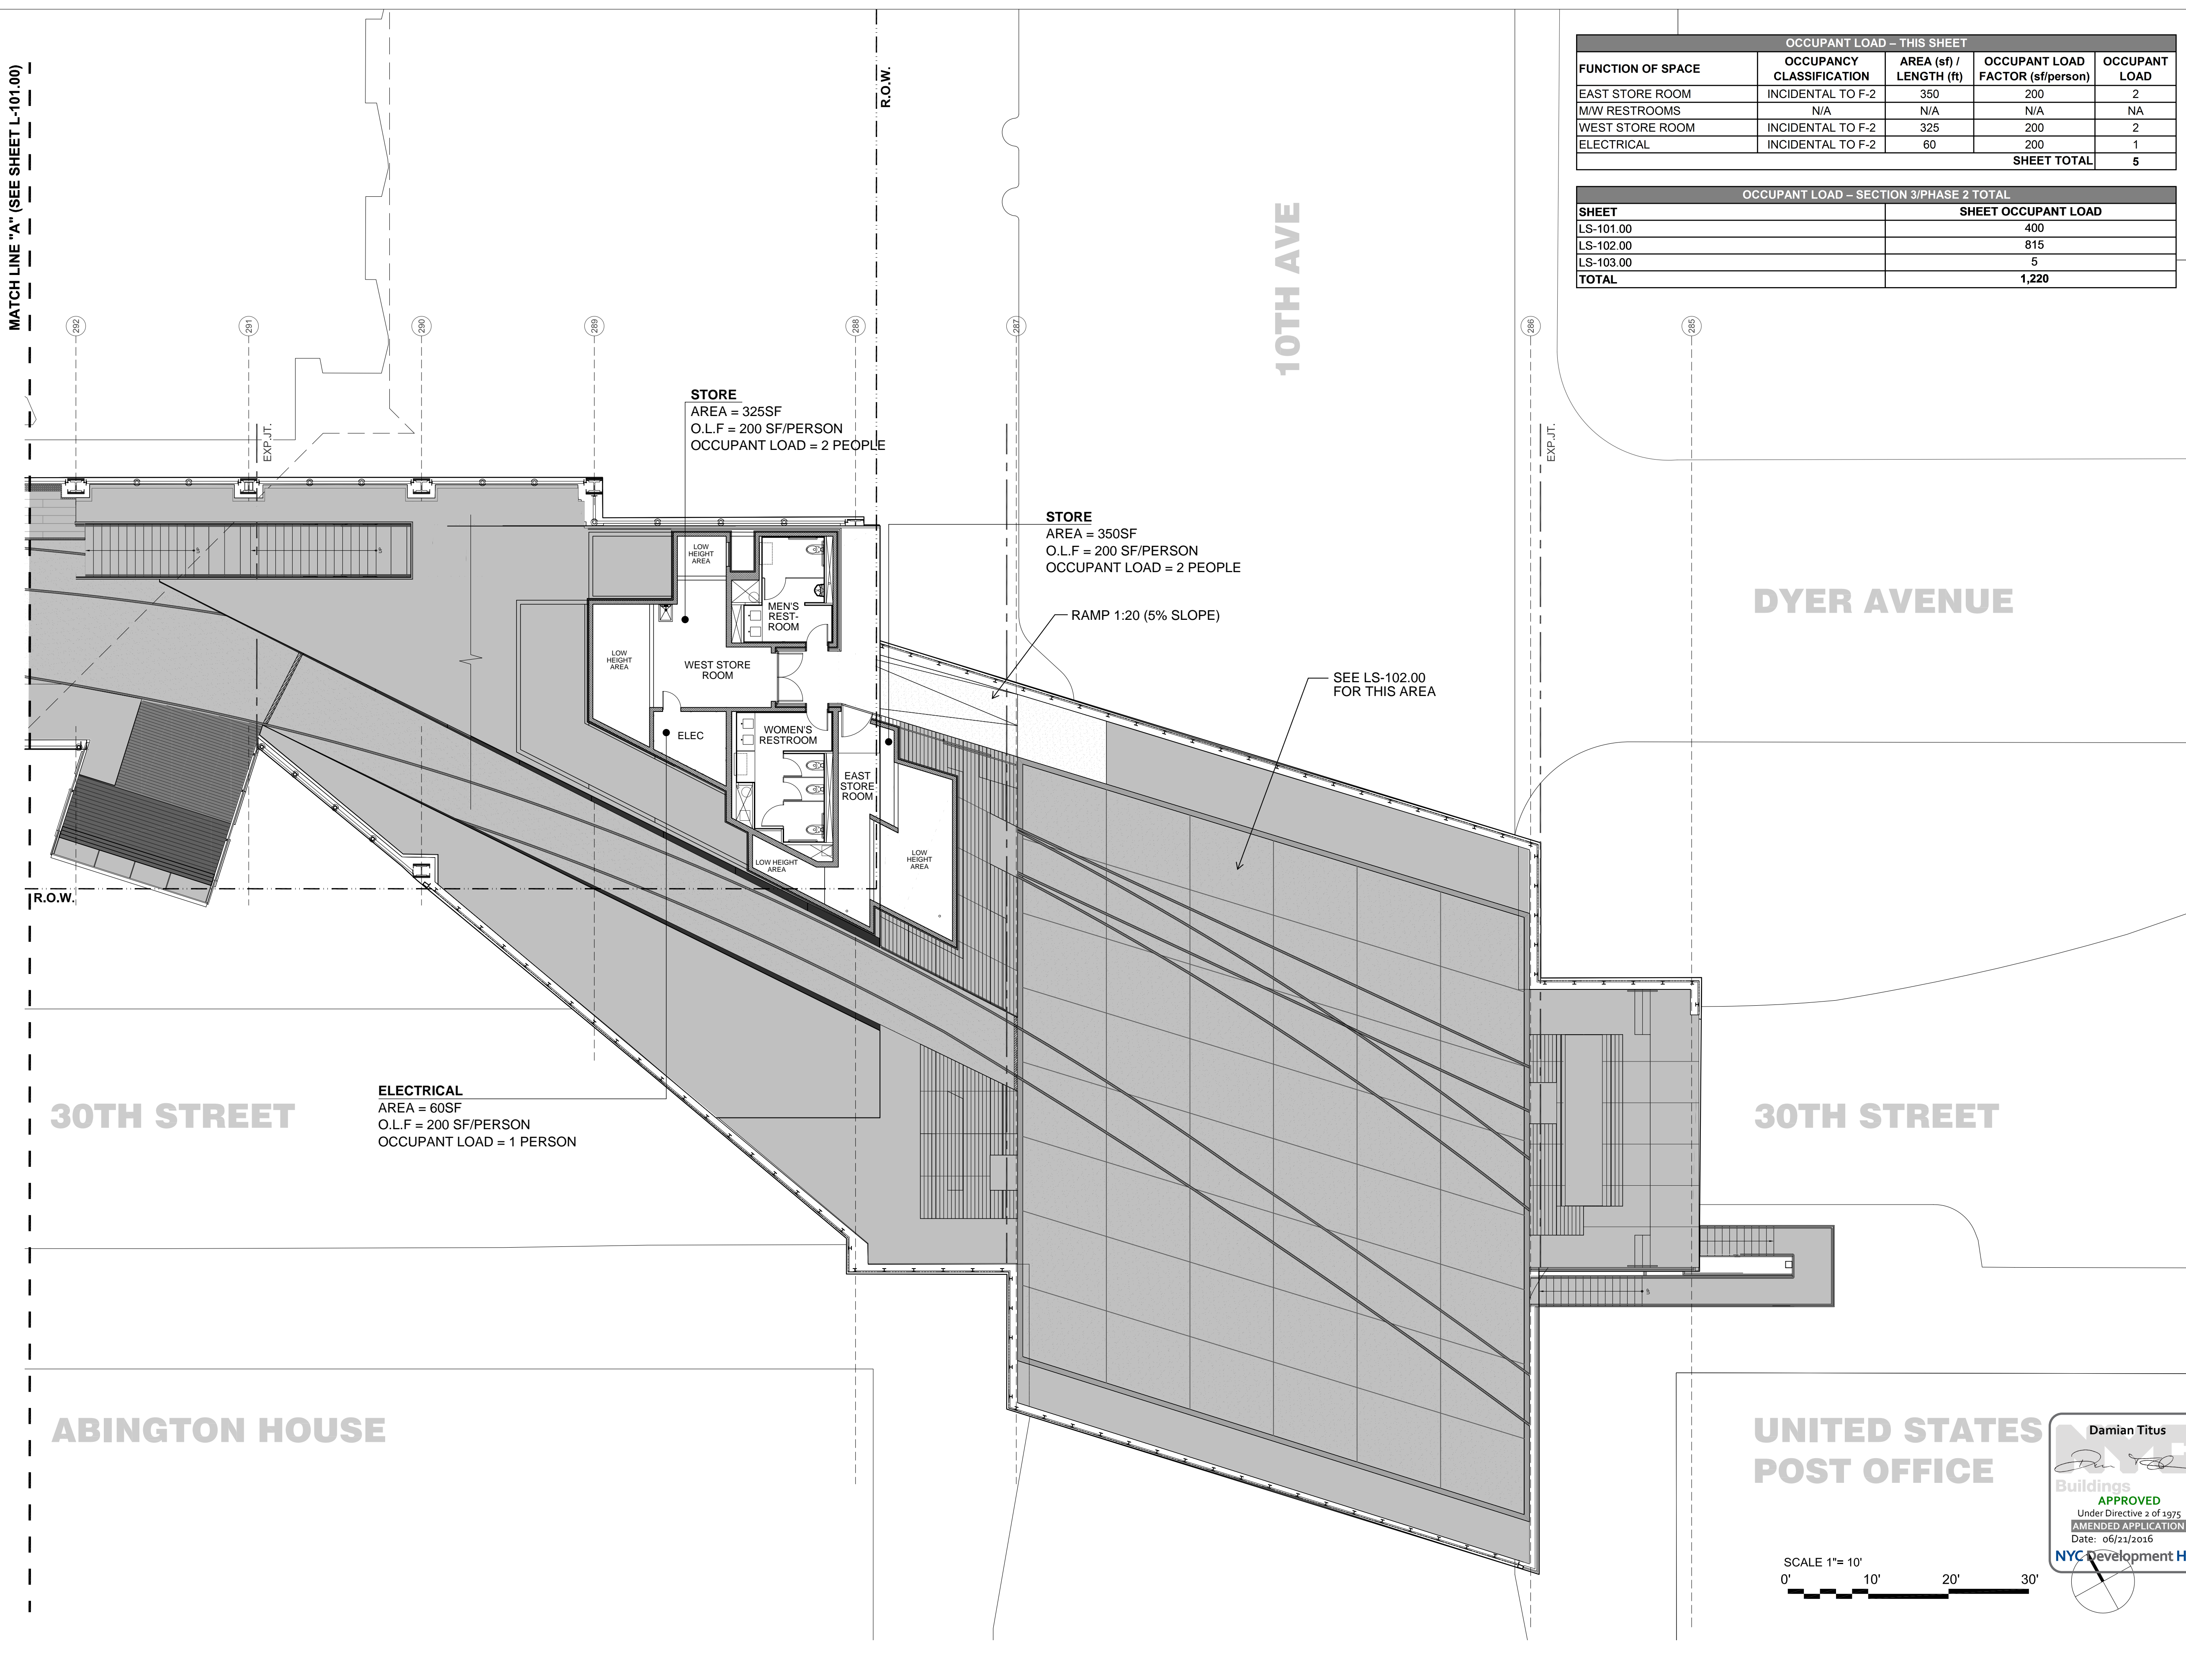 OCCUPANT LOAD – THIS SHEET
FUNCTION OF SPACE OCCUPANCY CLASSIFICATION AREA (sf) / LENGTH (ft) OCCUPANT LOAD FACTOR (sf/person) OCCUPANT LOAD
EAST STORE ROOM INCIDENTAL TO F-2 350 200 2
M/W RESTROOMS N/A N/A N/A NA
WEST STORE ROOM INCIDENTAL TO F-2 325 200 2
ELECTRICAL INCIDENTAL TO F-2 60 200 1
SHEET TOTAL 5
OCCUPANT LOAD – SECTION 3/PHASE 2 TOTAL
SHEET SHEET OCCUPANT LOAD
LS-101.00 400
LS-102.00 815
LS-103.00 5
TOTAL 1,220
MATCH LINE "A" (SEE SHEET L-101.00)
R.O.W.
10TH AVE
292
291
290
289
288
287
286
285
EXP.JT.
EXP.JT.
STORE
AREA = 325SF
O.L.F = 200 SF/PERSON
OCCUPANT LOAD = 2 PEOPLE
STORE
AREA = 350SF
O.L.F = 200 SF/PERSON
OCCUPANT LOAD = 2 PEOPLE
RAMP 1:20 (5% SLOPE)
SEE LS-102.00
FOR THIS AREA
DYER AVENUE
LOW
HEIGHT
AREA
MEN'S
REST-
ROOM
LOW
HEIGHT
AREA
WEST STORE
ROOM
ELEC
WOMEN'S
RESTROOM
EAST
STORE
ROOM
LOW HEIGHT
AREA
LOW
HEIGHT
AREA
R.O.W.
ELECTRICAL
AREA = 60SF
O.L.F = 200 SF/PERSON
OCCUPANT LOAD = 1 PERSON
30TH STREET
30TH STREET
ABINGTON HOUSE
UNITED STATES
POST OFFICE
Damian Titus
NYC
Buildings
APPROVED
Under Directive 2 of 1975
AMENDED APPLICATION
Date: 06/21/2016
NYC Development H
SCALE 1"= 10'
0' 10' 20' 30'